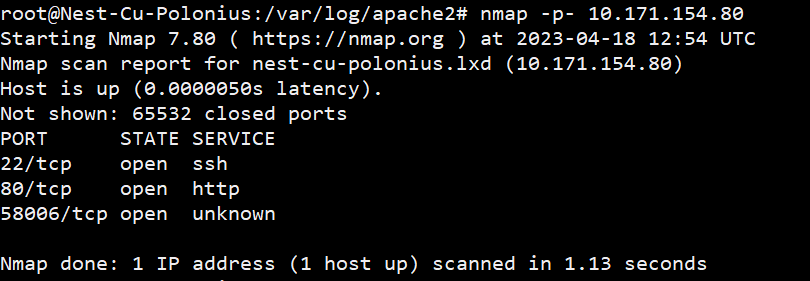 root@Nest-Cu-Polonius:/var/log/apache2# nmap -p- 10.171.154.80
Starting Nmap 7.80 ( https://nmap.org ) at 2023-04-18 12:54 UTC
Nmap scan report for nest-cu-polonius.lxd (10.171.154.80)
Host is up (0.0000050s latency).
Not shown: 65532 closed ports
PORT      STATE SERVICE
22/tcp    open  ssh
80/tcp    open  http
58006/tcp open  unknown
Nmap done: 1 IP address (1 host up) scanned in 1.13 seconds